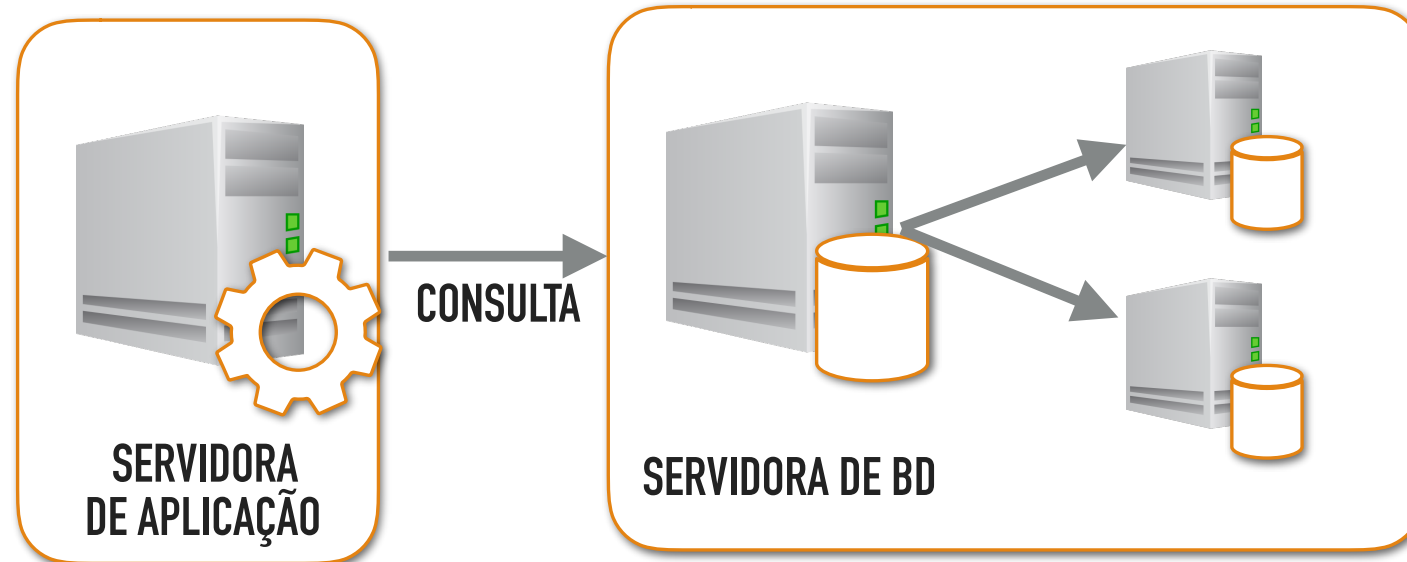 CONSULTA
SERVIDORA
DE APLICAÇÃO
SERVIDORA DE BD